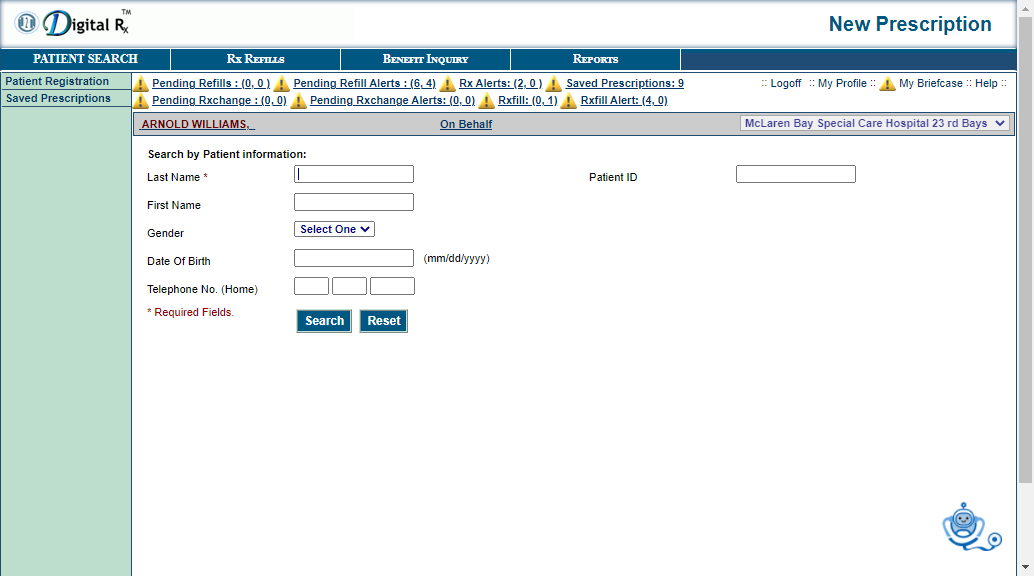 Digital Rx™
New Prescription
PATIENT SEARCH
RX REFILLS
BENEFIT INQUIRY
REPORTS
Patient Registration
Saved Prescriptions
Pending Refills : (0, 0 ) Pending Refill Alerts : (6, 4) Rx Alerts: (2, 0 ) Saved Prescriptions: 9
:: Logoff :: My Profile :: My Briefcase :: Help ::
Pending Rxchange : (0, 0) Pending Rxchange Alerts: (0, 0) Rxfill: (0, 1) Rxfill Alert: (4, 0)
ARNOLD WILLIAMS, On Behalf McLaren Bay Special Care Hospital 23 rd Bays
Search by Patient information:
Last Name * Patient ID
First Name
Gender Select One
Date Of Birth (mm/dd/yyyy)
Telephone No. (Home)
* Required Fields.
Search Reset